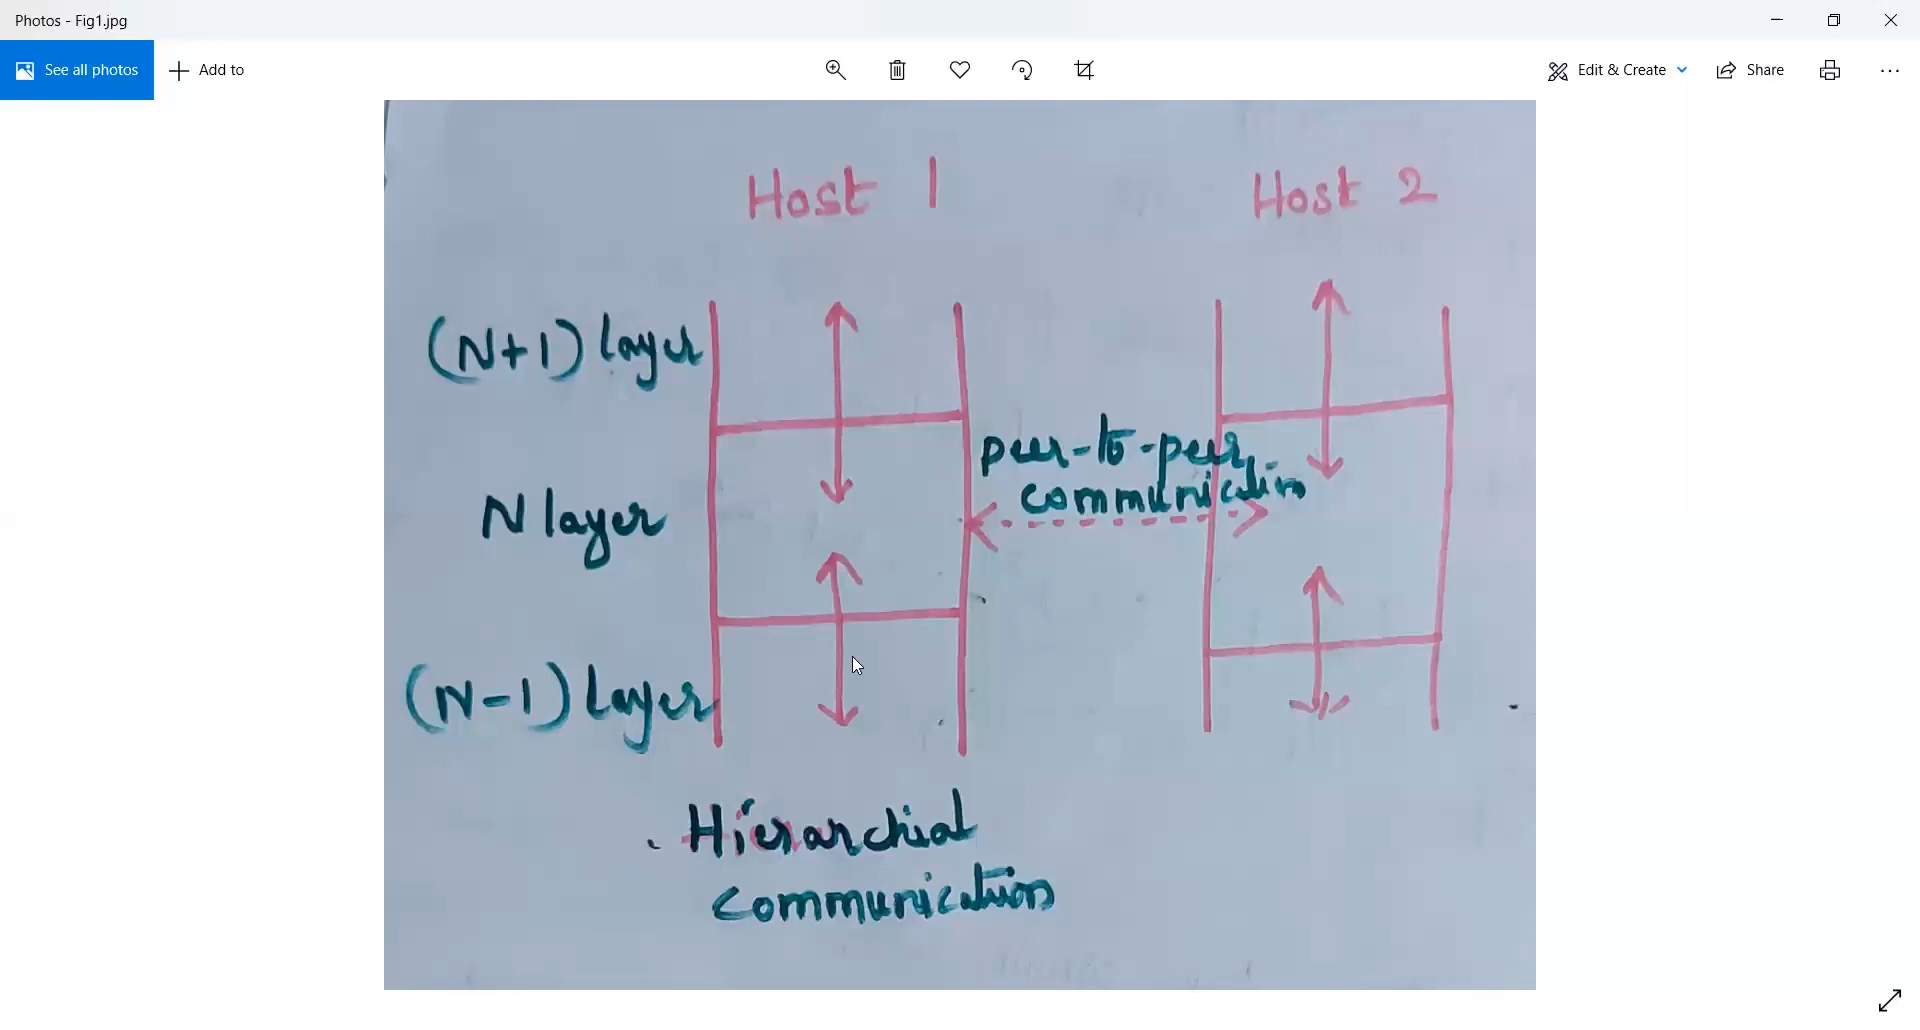 Photos - Fig1.jpg
See all photos
Add to
Edit & Create
Share
Host 1
Host 2
(N+1) layer
peer-to-peer
communication
N layer
(N-1) layer
Hierarchial
communication